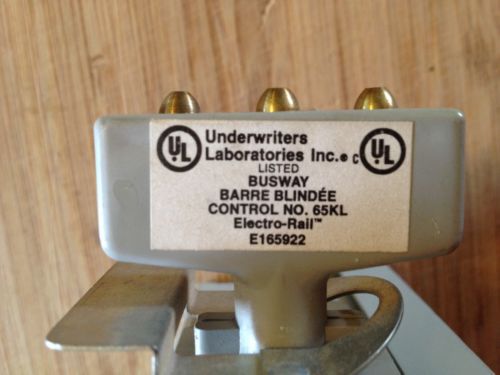 UL Underwriters
Laboratories Inc.® c UL
LISTED
BUSWAY
BARRE BLINDÉE
CONTROL NO. 65KL
Electro-Rail™
E165922